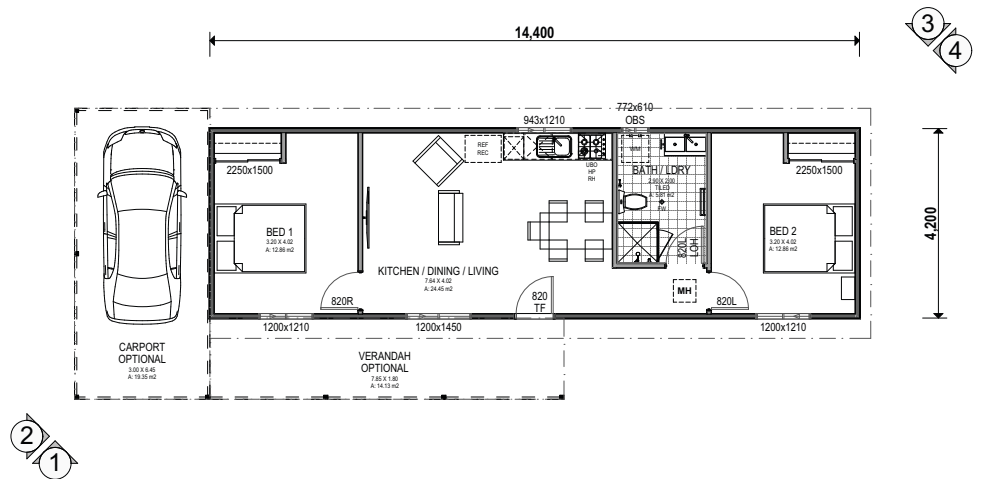 14,400
3
4
772x610
OBS
943x1210
REF
REC
WM
UBO
HP
RH
BATH / LDRY
2.90 X 2.00
TILED
A: 5.81 m2
FW
2250x1500
2250x1500
BED 1
3.20 X 4.02
A: 12.86 m2
BED 2
3.20 X 4.02
A: 12.86 m2
4,200
KITCHEN / DINING / LIVING
7.64 X 4.02
A: 24.45 m2
820L
LOH
MH
820R
820
TF
820L
1200x1210
1200x1450
1200x1210
CARPORT
OPTIONAL
3.00 X 6.45
A: 19.35 m2
VERANDAH
OPTIONAL
7.85 X 1.80
A: 14.13 m2
2
1